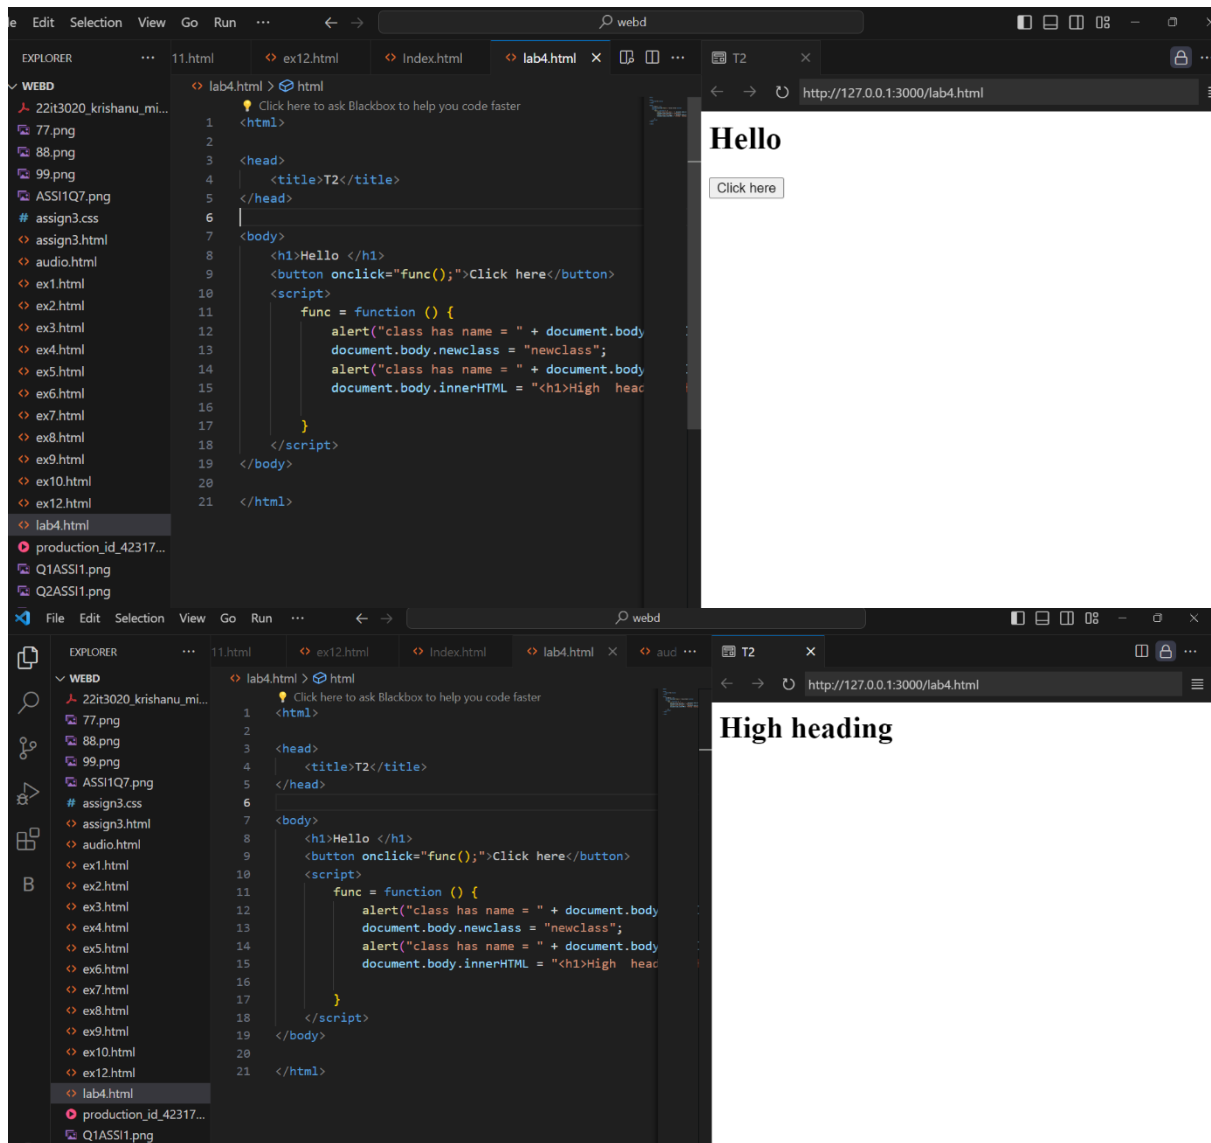 le Edit Selection View Go Run ··· ← → webd
EXPLORER ··· 11.html ex12.html Index.html lab4.html × ··· T2 ×
WEBD lab4.html > html http://127.0.0.1:3000/lab4.html
22it3020_krishanu_mi...
77.png
88.png
99.png
ASSI1Q7.png
# assign3.css
assign3.html
audio.html
ex1.html
ex2.html
ex3.html
ex4.html
ex5.html
ex6.html
ex7.html
ex8.html
ex9.html
ex10.html
ex12.html
lab4.html
production_id_42317...
Q1ASSI1.png
Q2ASSI1.png
Click here to ask Blackbox to help you code faster
1 <html>
2
3 <head>
4 <title>T2</title>
5 </head>
6
7 <body>
8 <h1>Hello </h1>
9 <button onclick="func();">Click here</button>
10 <script>
11 func = function () {
12 alert("class has name = " + document.body
13 document.body.newclass = "newclass";
14 alert("class has name = " + document.body
15 document.body.innerHTML = "<h1>High head
16
17 }
18 </script>
19 </body>
20
21 </html>
Hello
Click here
File Edit Selection View Go Run ··· ← → webd
EXPLORER ··· 11.html ex12.html Index.html lab4.html × aud ··· T2 × ···
WEBD lab4.html > html http://127.0.0.1:3000/lab4.html
22it3020_krishanu_mi...
77.png
88.png
99.png
ASSI1Q7.png
# assign3.css
assign3.html
audio.html
ex1.html
ex2.html
ex3.html
ex4.html
ex5.html
ex6.html
ex7.html
ex8.html
ex9.html
ex10.html
ex12.html
lab4.html
production_id_42317...
Q1ASSI1.png
B
Click here to ask Blackbox to help you code faster
1 <html>
2
3 <head>
4 <title>T2</title>
5 </head>
6
7 <body>
8 <h1>Hello </h1>
9 <button onclick="func();">Click here</button>
10 <script>
11 func = function () {
12 alert("class has name = " + document.body
13 document.body.newclass = "newclass";
14 alert("class has name = " + document.body
15 document.body.innerHTML = "<h1>High head
16
17 }
18 </script>
19 </body>
20
21 </html>
High heading